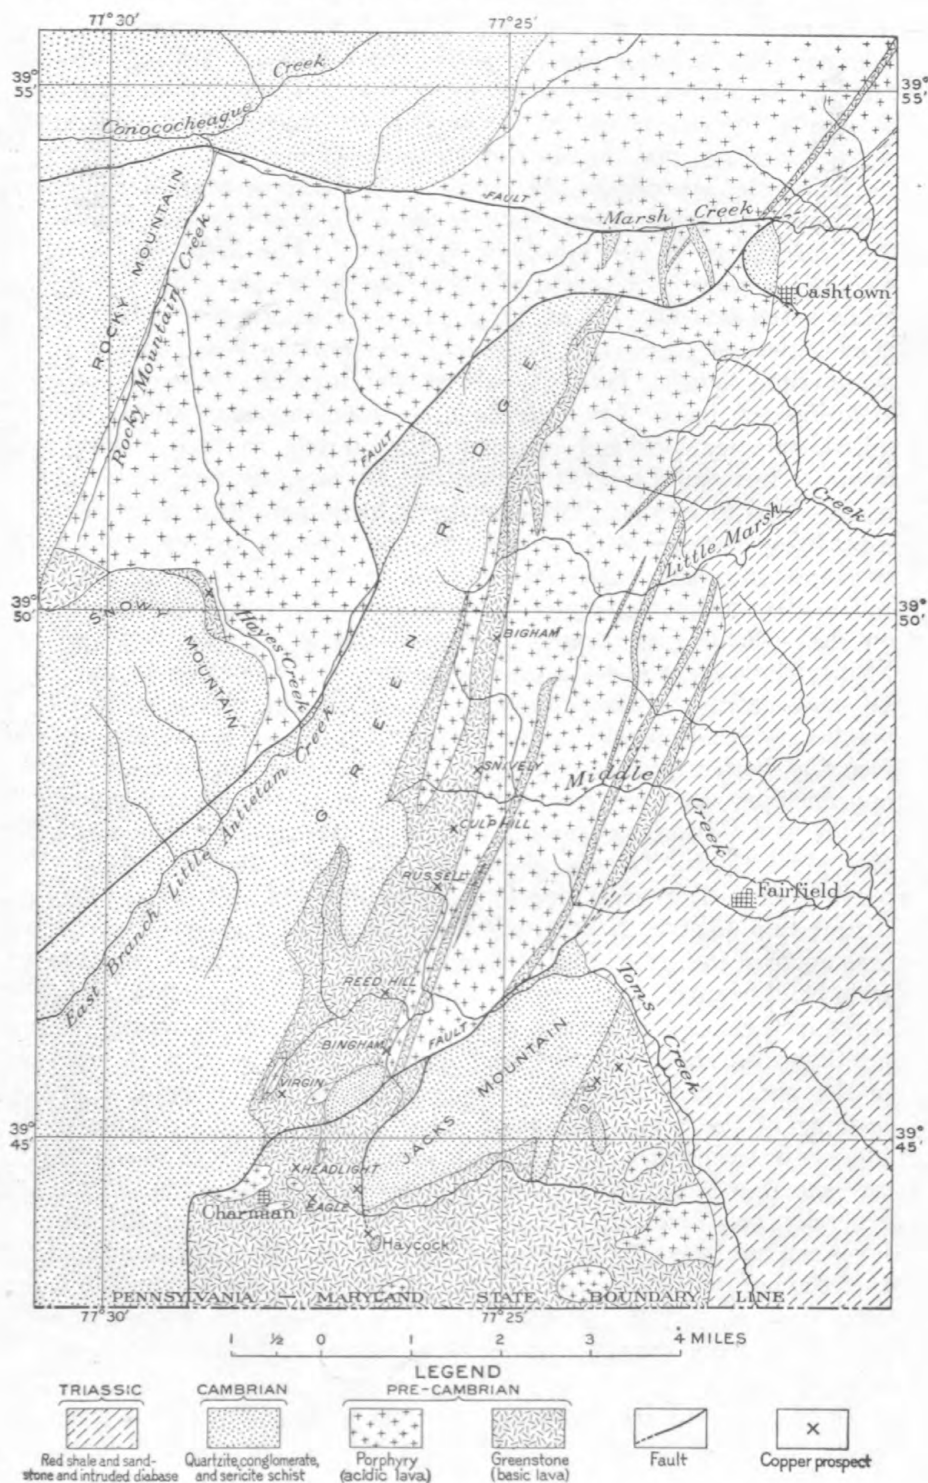 77°30'
77°25'
39°
55'
39°
55'
Creek
Conococheague
FAULT
Marsh Creek
ROCKY MOUNTAIN
Rocky Mountain Creek
Cashtown
GREEN RIDGE
FAULT
Creek
Little Marsh
39°
50'
39°
50'
SNOWY
MOUNTAIN
Hayes Creek
BIGHAM
SNIVELY
Middle
Creek
CULP HILL
RUSSELL
Fairfield
East Branch Little Antietam Creek
REED HILL
Toms
Creek
FAULT
BINGHAM
VIRGIN
JACKS MOUNTAIN
39°
45'
39°
45'
HEADLIGHT
EAGLE
Charmian
Haycock
PENNSYLVANIA — MARYLAND STATE BOUNDARY LINE
77°30'
77°25'
1 ½ 0 1 2 3 4 MILES
LEGEND
TRIASSIC
CAMBRIAN
PRE-CAMBRIAN
Red shale and sand-
stone and intruded diabase
Quartzite, conglomerate,
and sericite schist
Porphyry
(acidic lava)
Greenstone
(basic lava)
Fault
Copper prospect